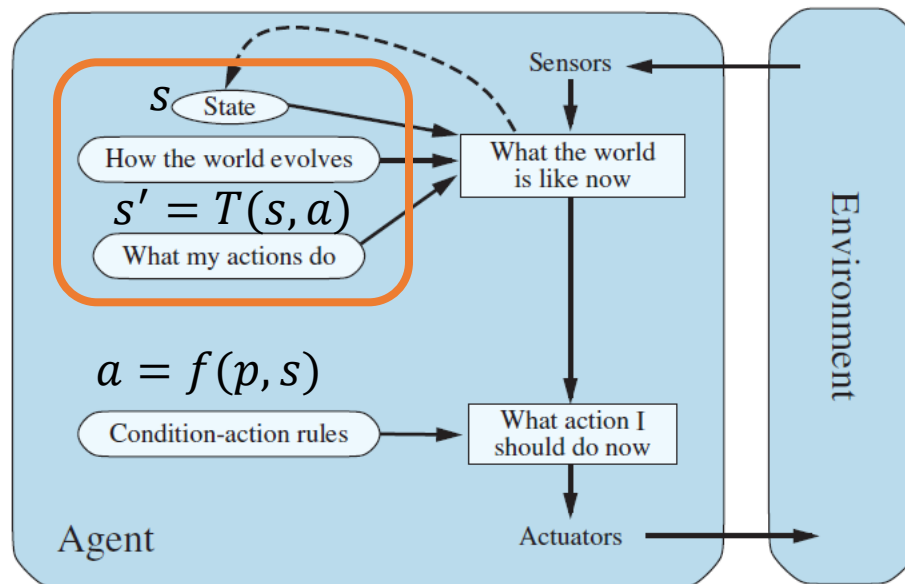 Sensors
s
State
How the world evolves
What the world
is like now
s′ = T(s, a)
What my actions do
a = f(p, s)
Condition-action rules
What action I
should do now
Agent
Actuators
Environment